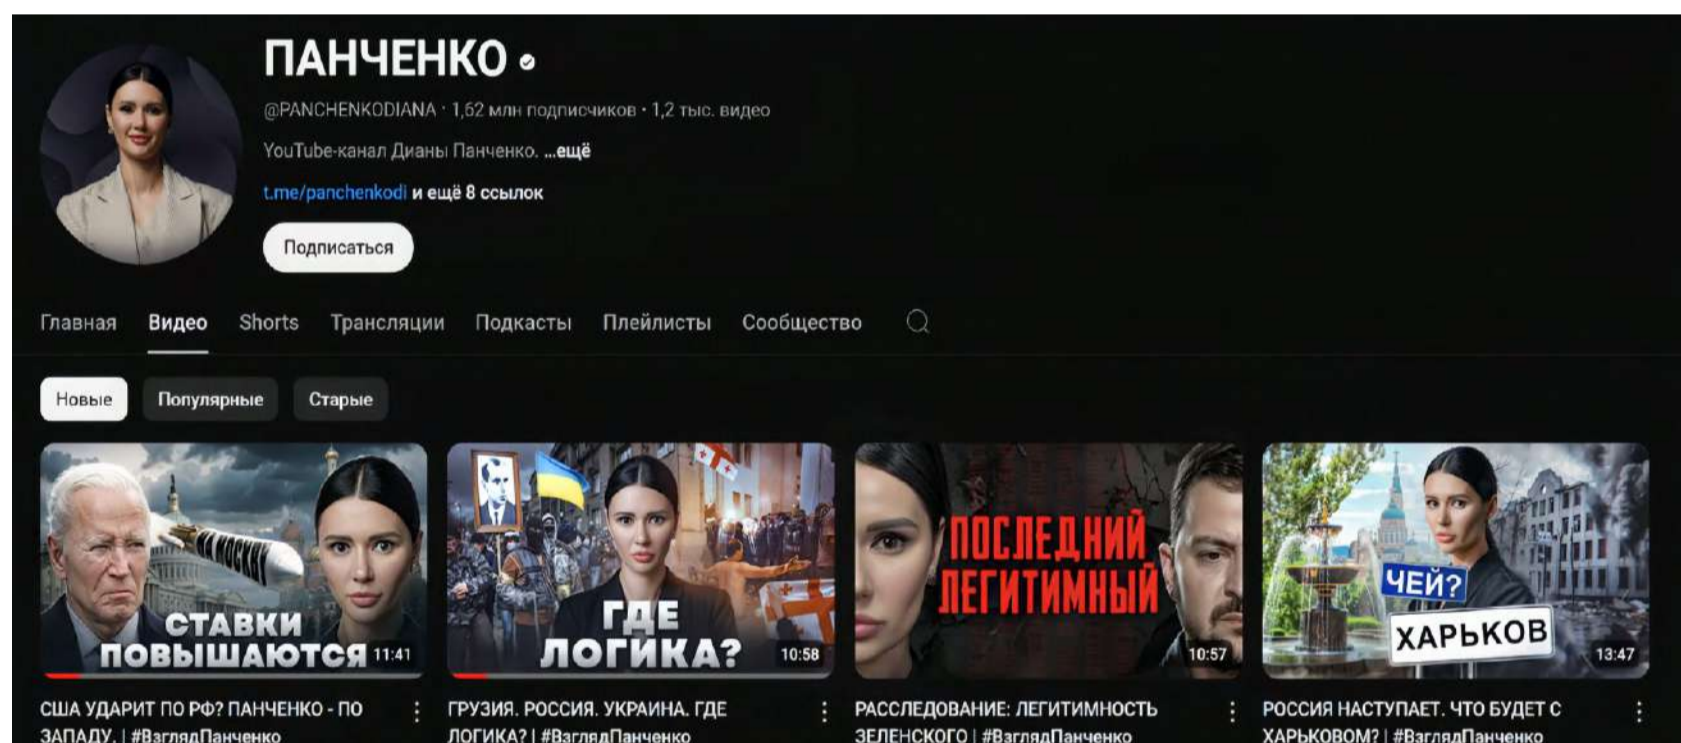 ПАНЧЕНКО
@PANCHENKODIANA · 1,62 млн подписчиков · 1,2 тыс. видео
YouTube-канал Дианы Панченко. ...ещё
t.me/panchenkodi и ещё 8 ссылок
Подписаться
Главная Видео Shorts Трансляции Подкасты Плейлисты Сообщество
Новые Популярные Старые
НА МОСКВУ
СТАВКИ
ПОВЫШАЮТСЯ
11:41
ГДЕ
ЛОГИКА?
10:58
ПОСЛЕДНИЙ
ЛЕГИТИМНЫЙ
10:57
ЧЕЙ?
ХАРЬКОВ
13:47
США УДАРИТ ПО РФ? ПАНЧЕНКО - ПО
ЗАПАДУ. | #ВзглядПанченко
ГРУЗИЯ. РОССИЯ. УКРАИНА. ГДЕ
ЛОГИКА? | #ВзглядПанченко
РАССЛЕДОВАНИЕ: ЛЕГИТИМНОСТЬ
ЗЕЛЕНСКОГО | #ВзглядПанченко
РОССИЯ НАСТУПАЕТ. ЧТО БУДЕТ С
ХАРЬКОВОМ? | #ВзглядПанченко